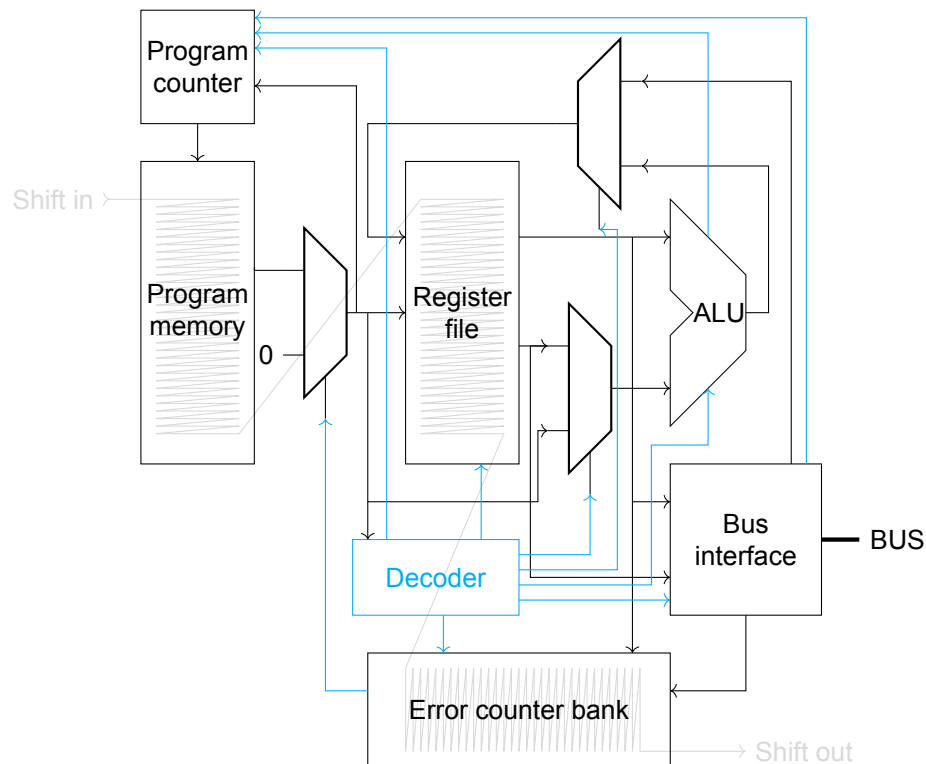 Program
counter
Shift in
Program
memory
0
Register
file
ALU
Bus
interface
BUS
Decoder
Error counter bank
Shift out